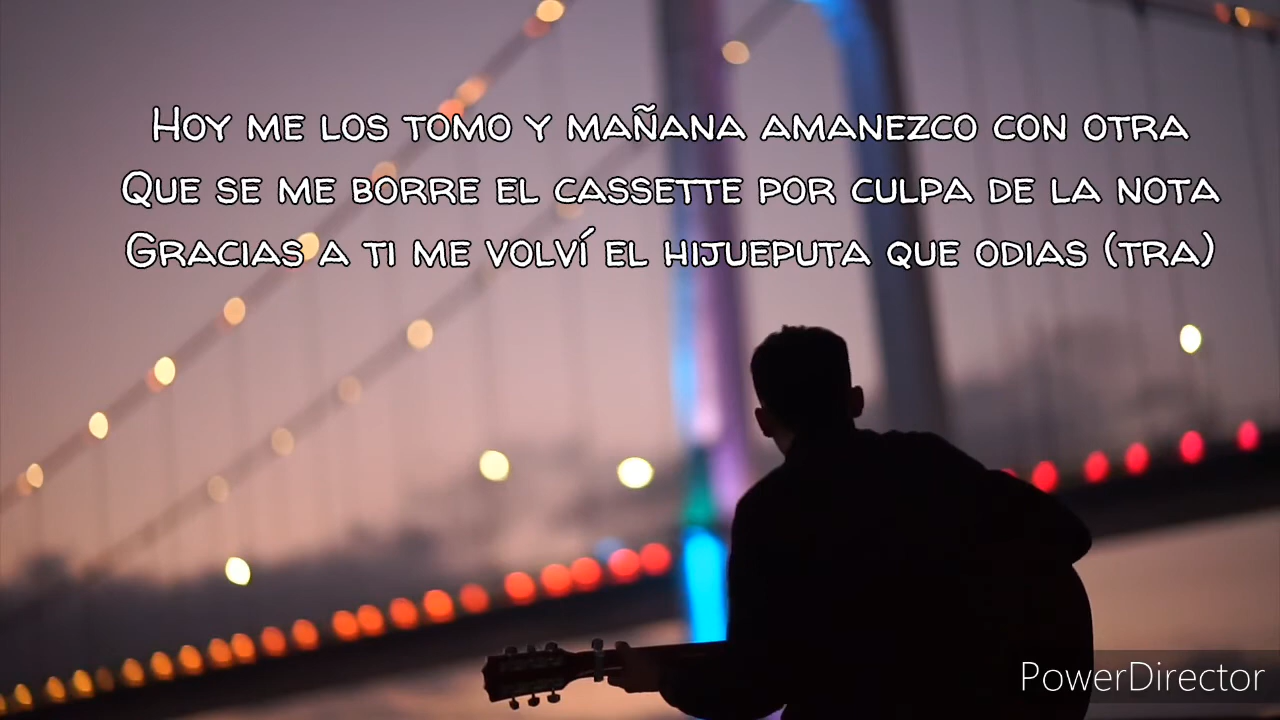 Hoy me los tomo y mañana amanezco con otra
Que se me borre el cassette por culpa de la nota
Gracias a ti me volví el hijueputa que odias (tra)
PowerDirector